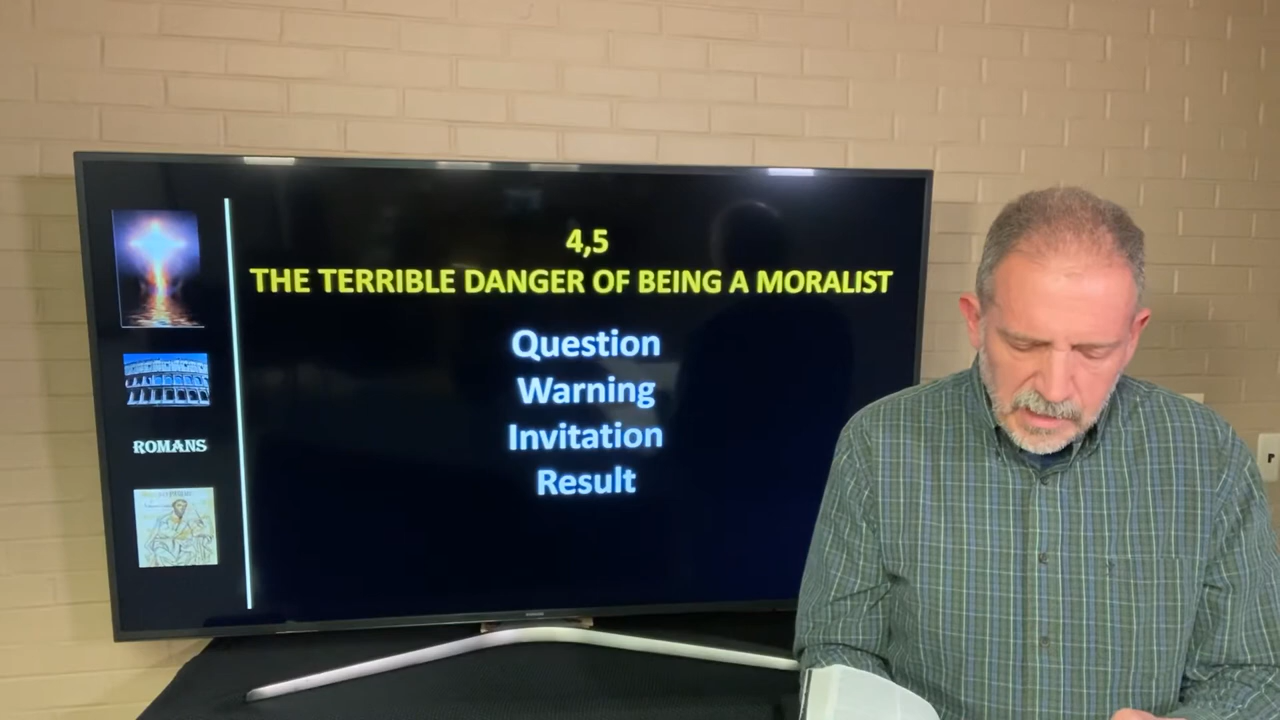 4,5
THE TERRIBLE DANGER OF BEING A MORALIST
Question
Warning
Invitation
Result
ROMANS